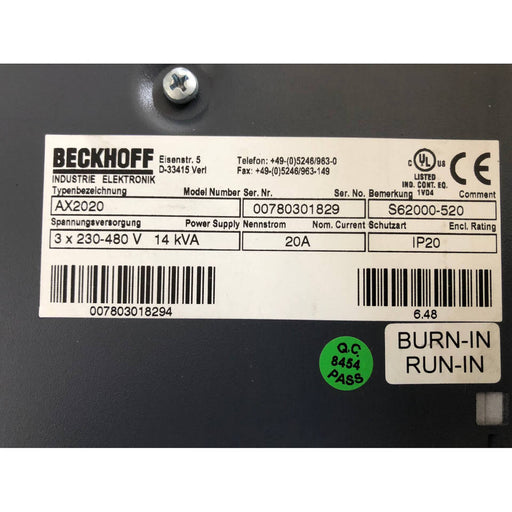 BECKHOFF
INDUSTRIE ELEKTRONIK
Eisenstr. 5
D-33415 Verl
Telefon: +49-(0)5246/963-0
Fax: +49-(0)5246/963-149
C UL US
LISTED
IND. CONT. EQ.
1VD4
CE
Typenbezeichnung Model Number Ser.Nr. Ser. No. Bemerkung Comment
AX2020 00780301829 S62000-520
Spannungsversorgung Power Supply Nennstrom Nom. Current Schutzart Encl. Rating
3 x 230-480 V 14 kVA 20A IP20
007803018294 6.48
Q.C
8454
PASS
BURN-IN
RUN-IN